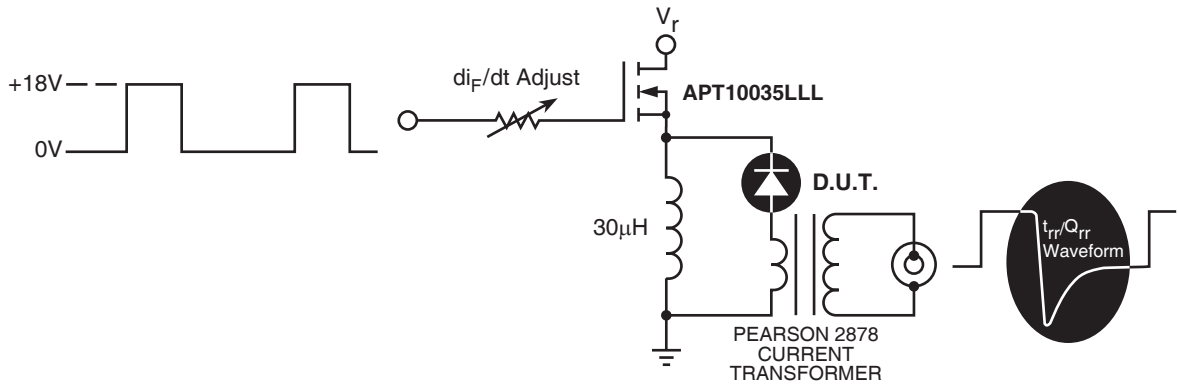 V_r
+18V
di_F/dt Adjust
APT10035LLL
0V
D.U.T.
30μH
t_rr/Q_rr
Waveform
PEARSON 2878
CURRENT
TRANSFORMER